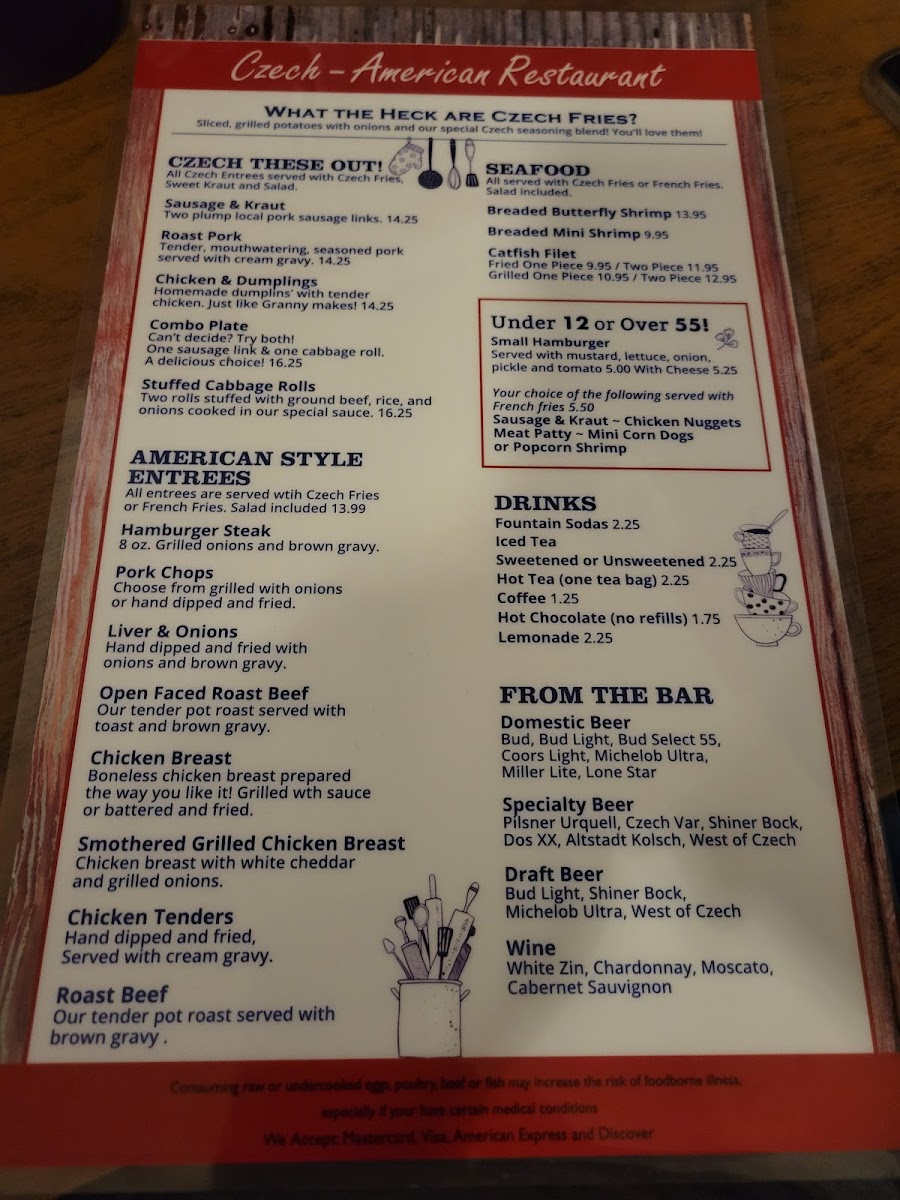 Czech - American Restaurant
What the Heck are Czech Fries?
Sliced, grilled potatoes with onions and our special Czech seasoning blend! You'll love them!
CZECH THESE OUT!
All Czech Entrees served with Czech Fries,
Sweet Kraut and Salad.
Sausage & Kraut
Two plump local pork sausage links. 14.25
Roast Pork
Tender, mouthwatering, seasoned pork
served with cream gravy. 14.25
Chicken & Dumplings
Homemade dumplins' with tender
chicken. Just like Granny makes! 14.25
Combo Plate
Can't decide? Try both!
One sausage link & one cabbage roll.
A delicious choice! 16.25
Stuffed Cabbage Rolls
Two rolls stuffed with ground beef, rice, and
onions cooked in our special sauce. 16.25
AMERICAN STYLE
ENTREES
All entrees are served wtih Czech Fries
or French Fries. Salad included 13.99
Hamburger Steak
8 oz. Grilled onions and brown gravy.
Pork Chops
Choose from grilled with onions
or hand dipped and fried.
Liver & Onions
Hand dipped and fried with
onions and brown gravy.
Open Faced Roast Beef
Our tender pot roast served with
toast and brown gravy.
Chicken Breast
Boneless chicken breast prepared
the way you like it! Grilled wth sauce
or battered and fried.
Smothered Grilled Chicken Breast
Chicken breast with white cheddar
and grilled onions.
Chicken Tenders
Hand dipped and fried,
Served with cream gravy.
Roast Beef
Our tender pot roast served with
brown gravy .
SEAFOOD
All served with Czech Fries or French Fries.
Salad included.
Breaded Butterfly Shrimp 13.95
Breaded Mini Shrimp 9.95
Catfish Filet
Fried One Piece 9.95 / Two Piece 11.95
Grilled One Piece 10.95 / Two Piece 12.95
Under 12 or Over 55!
Small Hamburger
Served with mustard, lettuce, onion,
pickle and tomato 5.00 With Cheese 5.25
Your choice of the following served with
French fries 5.50
Sausage & Kraut ~ Chicken Nuggets
Meat Patty ~ Mini Corn Dogs
or Popcorn Shrimp
DRINKS
Fountain Sodas 2.25
Iced Tea
Sweetened or Unsweetened 2.25
Hot Tea (one tea bag) 2.25
Coffee 1.25
Hot Chocolate (no refills) 1.75
Lemonade 2.25
FROM THE BAR
Domestic Beer
Bud, Bud Light, Bud Select 55,
Coors Light, Michelob Ultra,
Miller Lite, Lone Star
Specialty Beer
Pilsner Urquell, Czech Var, Shiner Bock,
Dos XX, Altstadt Kolsch, West of Czech
Draft Beer
Bud Light, Shiner Bock,
Michelob Ultra, West of Czech
Wine
White Zin, Chardonnay, Moscato,
Cabernet Sauvignon
Consuming raw or undercooked eggs, poultry, beef or fish may increase the risk of foodborne illness,
especially if your have certain medical conditions
We Accept: Mastercard, Visa, American Express and Discover